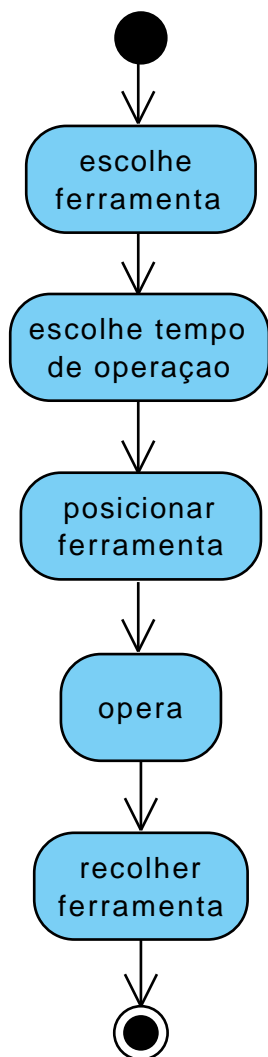 escolhe
ferramenta
escolhe tempo
de operaçao
posicionar
ferramenta
opera
recolher
ferramenta